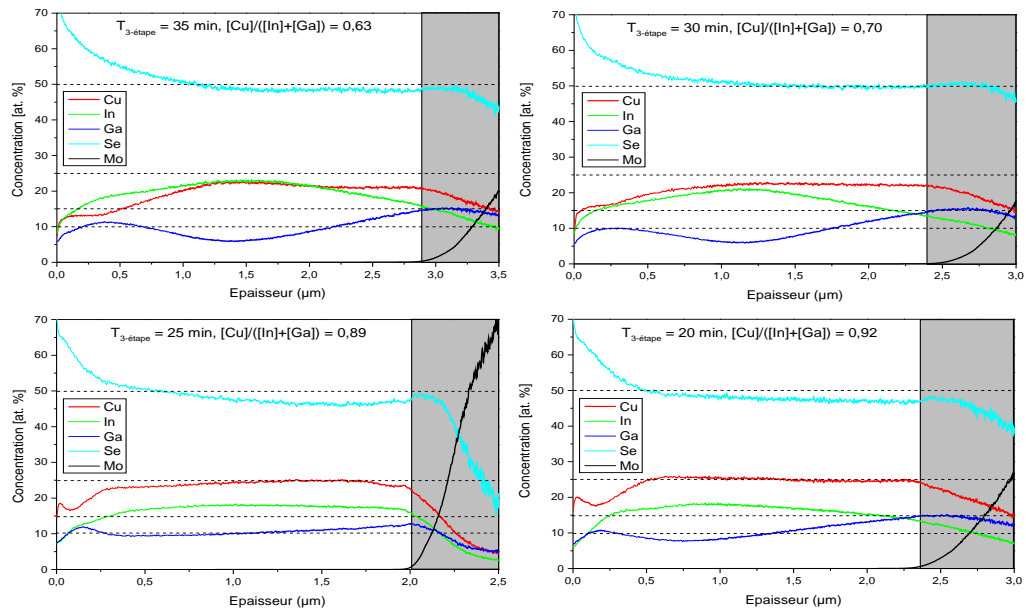 T3-étape = 35 min, [Cu]/([In]+[Ga]) = 0,63
Concentration [at. %]
70
60
50
40
30
20
10
0
Cu
In
Ga
Se
Mo
0,0 0,5 1,0 1,5 2,0 2,5 3,0 3,5
Epaisseur (µm)
T3-étape = 30 min, [Cu]/([In]+[Ga]) = 0,70
Concentration [at. %]
70
60
50
40
30
20
10
0
Cu
In
Ga
Se
Mo
0,0 0,5 1,0 1,5 2,0 2,5 3,0
Epaisseur (µm)
T3-étape = 25 min, [Cu]/([In]+[Ga]) = 0,89
Concentration [at. %]
70
60
50
40
30
20
10
0
Cu
In
Ga
Se
Mo
0,0 0,5 1,0 1,5 2,0 2,5
Epaisseur (µm)
T3-étape = 20 min, [Cu]/([In]+[Ga]) = 0,92
Concentration [at. %]
70
60
50
40
30
20
10
0
Cu
In
Ga
Se
Mo
0,0 0,5 1,0 1,5 2,0 2,5 3,0
Epaisseur (µm)